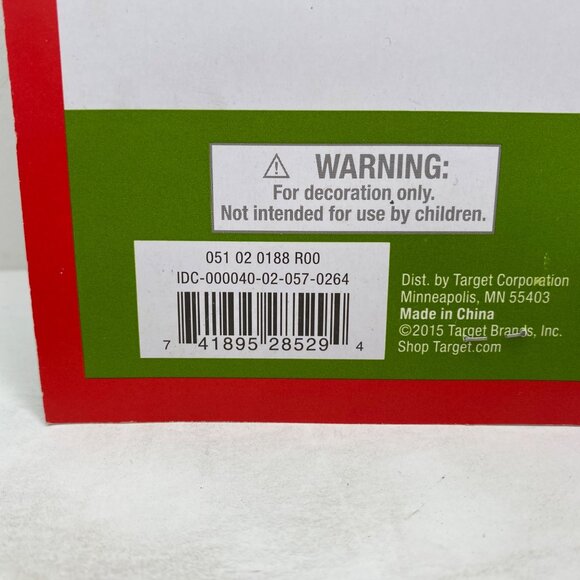 ⚠ WARNING:
For decoration only.
Not intended for use by children.
051 02 0188 R00
IDC-000040-02-057-0264
7 41895 28529 4
Dist. by Target Corporation
Minneapolis, MN 55403
Made in China
©2015 Target Brands, Inc.
Shop Target.com